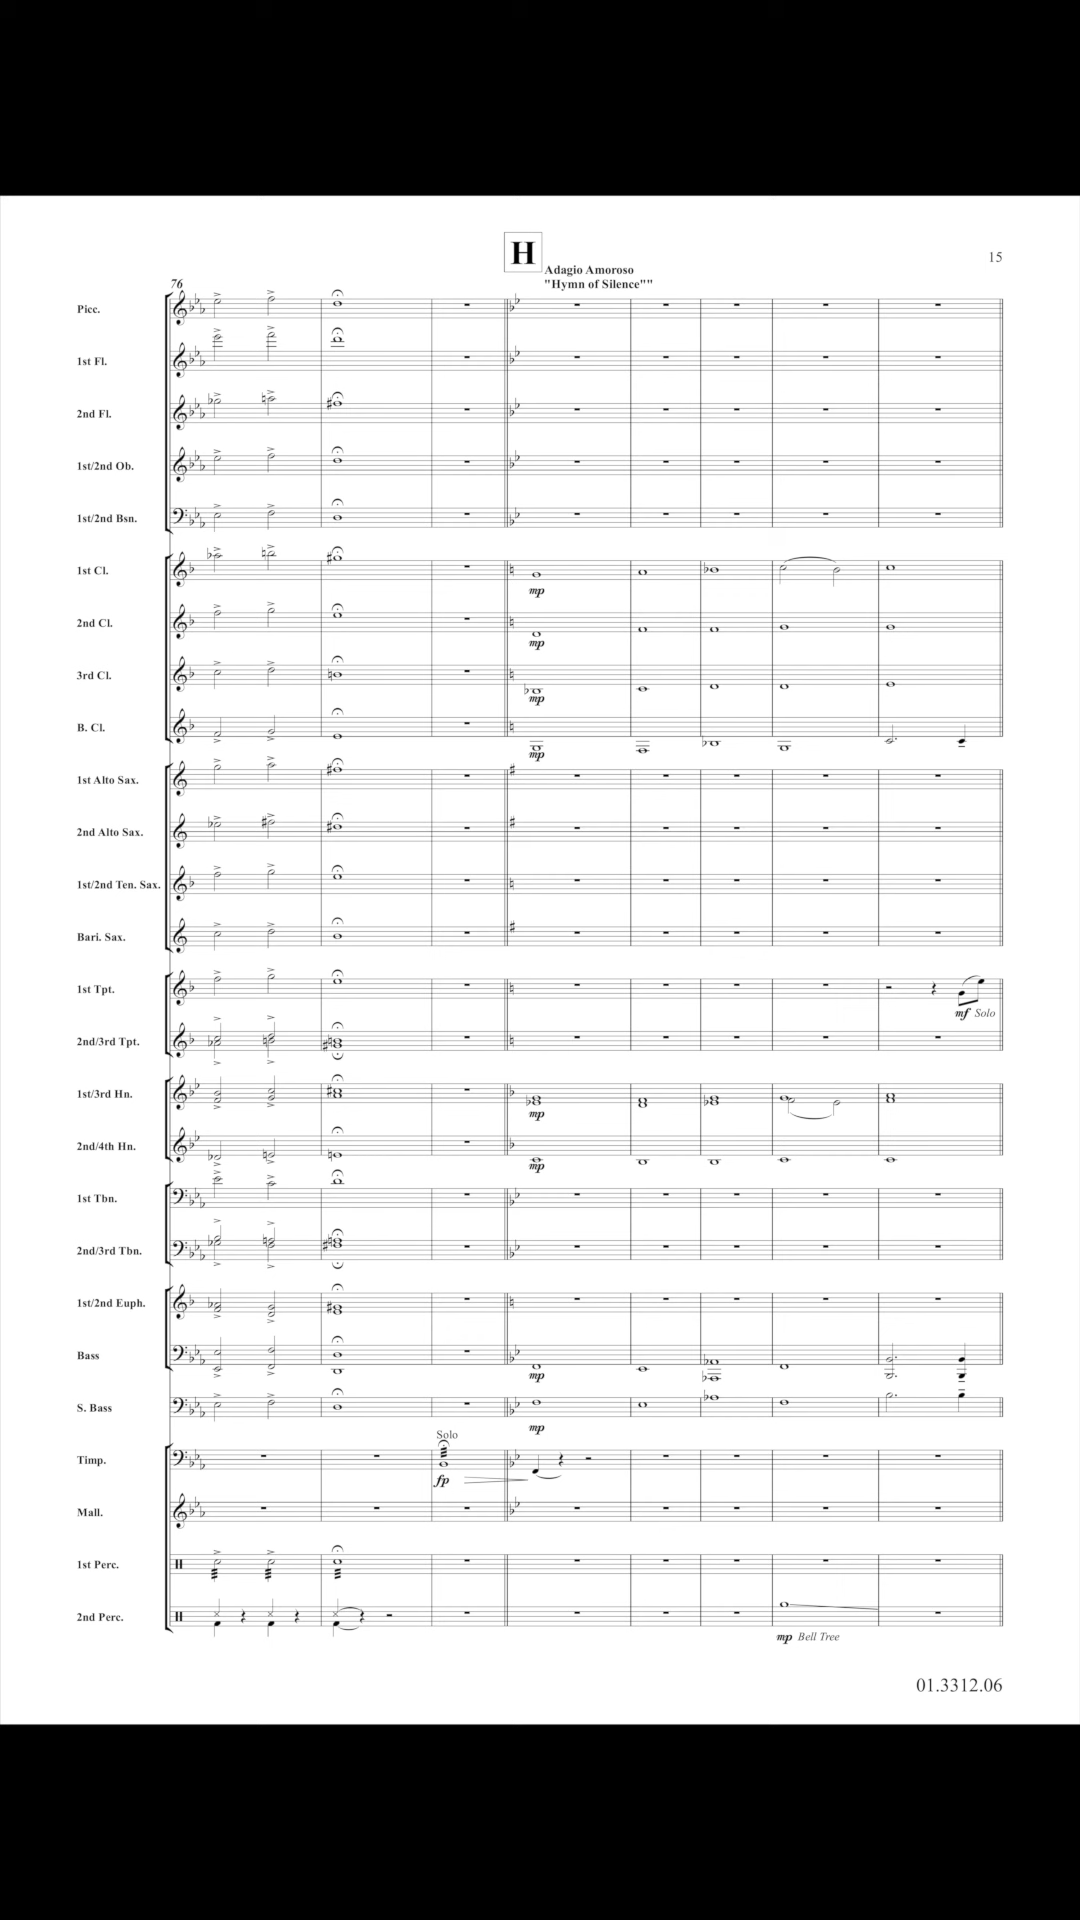 H
15
Adagio Amoroso
"Hymn of Silence""
76
Picc.
1st Fl.
2nd Fl.
1st/2nd Ob.
1st/2nd Bsn.
1st Cl.
mp
2nd Cl.
mp
3rd Cl.
mp
B. Cl.
mp
1st Alto Sax.
2nd Alto Sax.
1st/2nd Ten. Sax.
Bari. Sax.
1st Tpt.
mf Solo
2nd/3rd Tpt.
1st/3rd Hn.
mp
2nd/4th Hn.
mp
1st Tbn.
2nd/3rd Tbn.
1st/2nd Euph.
Bass
mp
S. Bass
mp
Solo
Timp.
fp
Mall.
1st Perc.
2nd Perc.
mp Bell Tree
01.3312.06